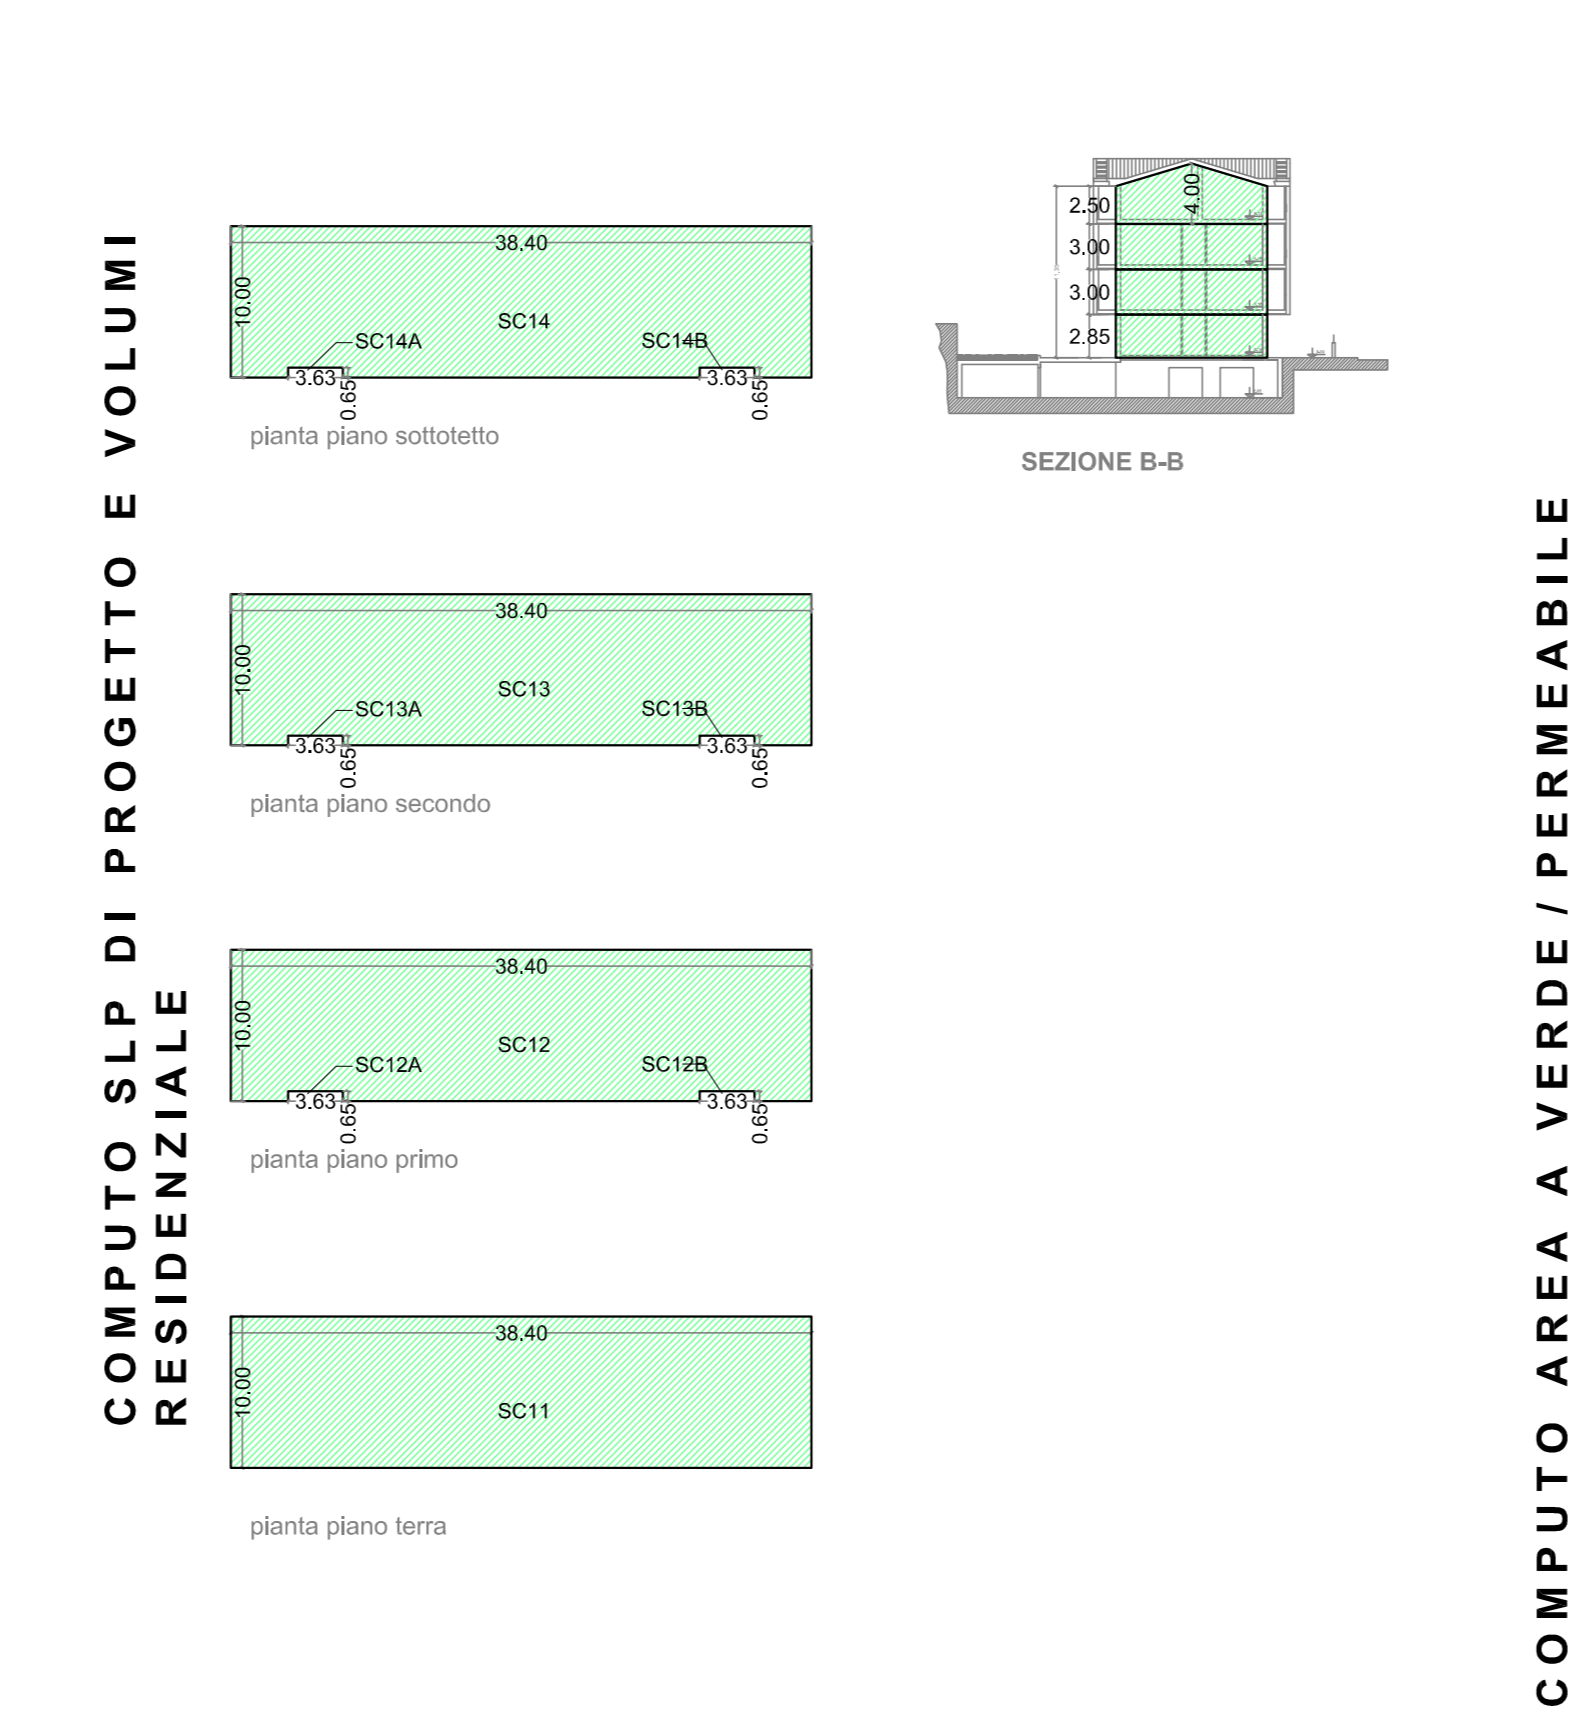 COMPUTO SLP DI PROGETTO E VOLUMI
RESIDENZIALE
38.40
10.00
SC14
SC14A
SC14B
3.63
0.65
3.63
0.65
pianta piano sottotetto
2.50
4.00
3.00
3.00
2.85
SEZIONE B-B
38.40
10.00
SC13
SC13A
SC13B
3.63
0.65
3.63
0.65
pianta piano secondo
38.40
10.00
SC12
SC12A
SC12B
3.63
0.65
3.63
0.65
pianta piano primo
38.40
10.00
SC11
pianta piano terra
COMPUTO AREA A VERDE / PERMEABILE